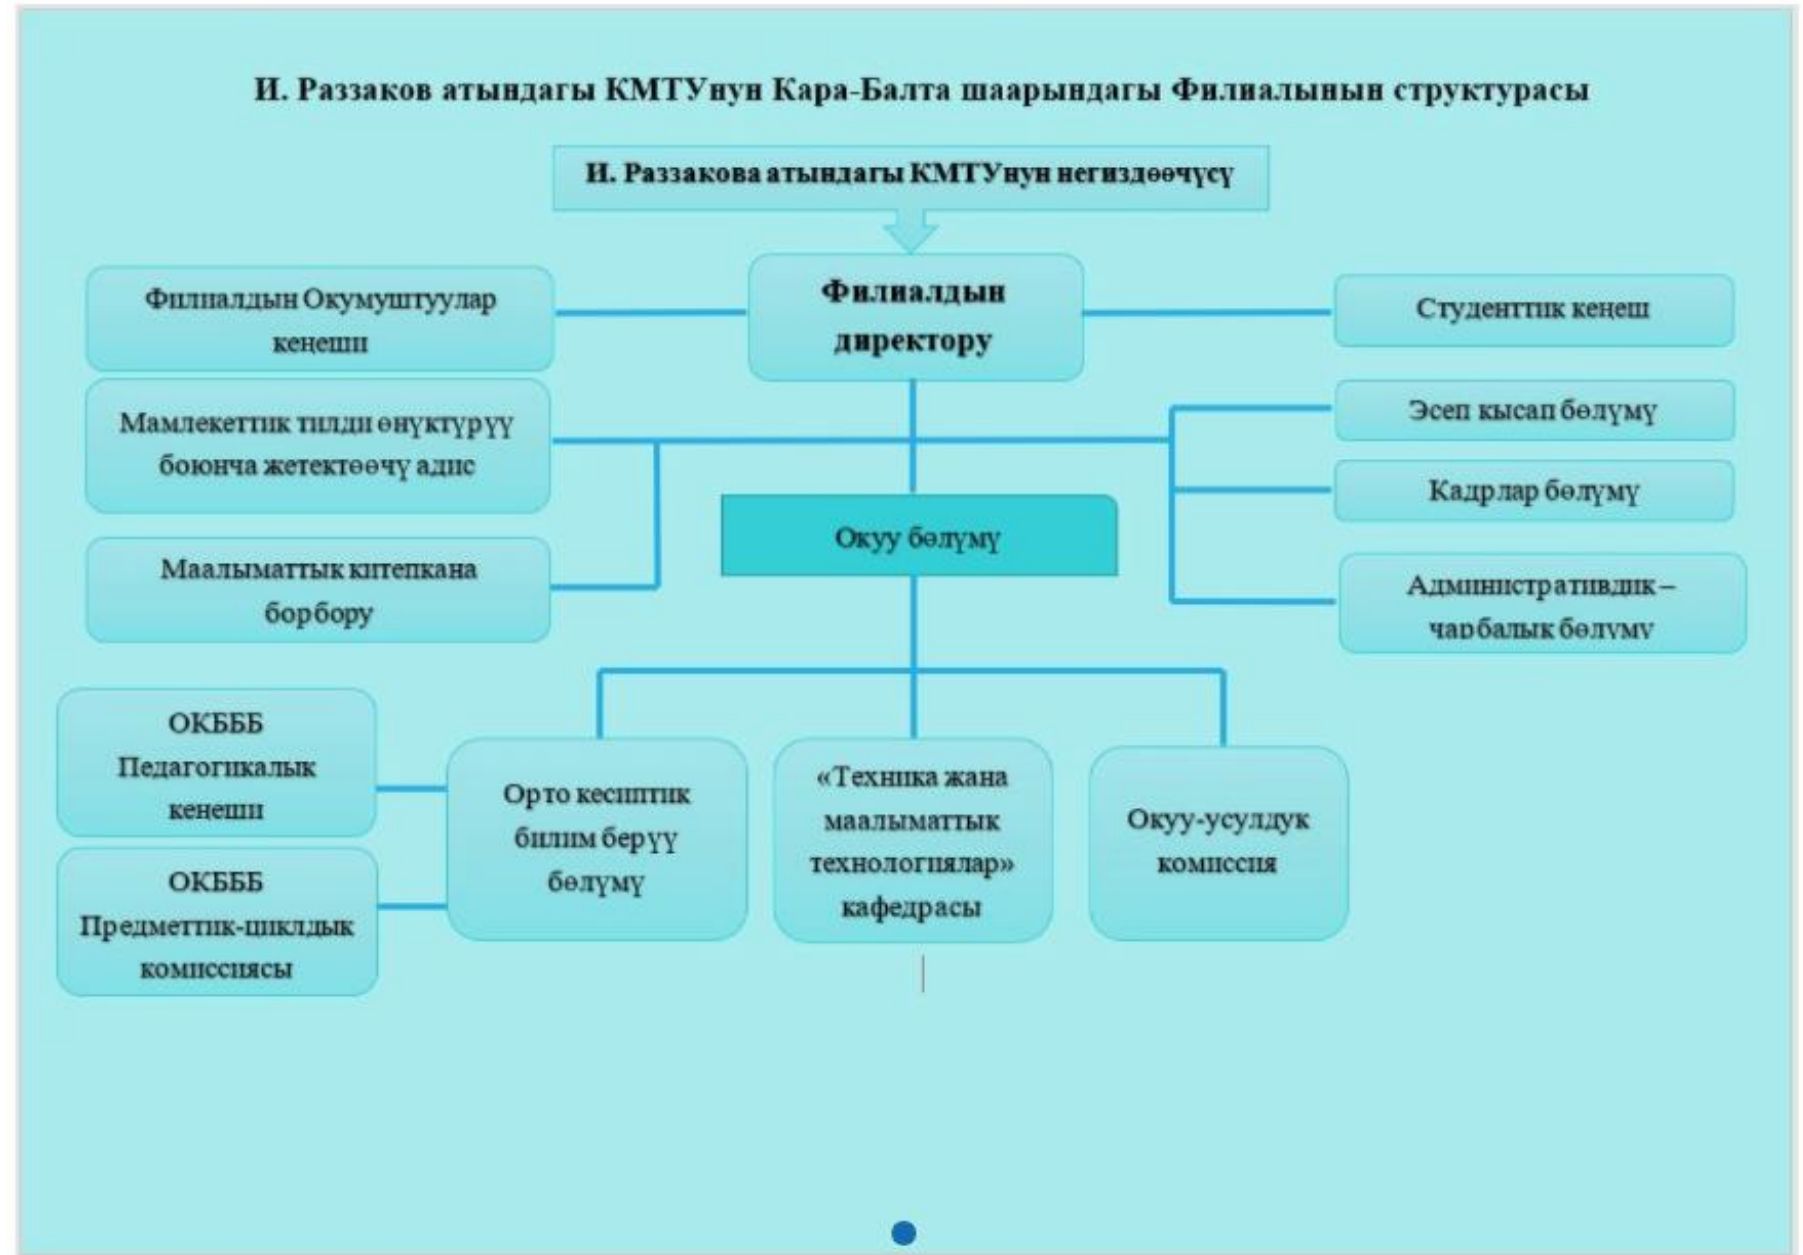 И. Раззаков атындагы КМТУнун Кара-Балта шаарындагы Филиалынын структурасы
И. Раззакова атындагы КМТУнун негиздөөчүсү
Филиалдын
директору
Филиалдын Окумуштуулар
кеңеши
Студенттик кеңеш
Мамлекеттик тилди өнүктүрүү
боюнча жетектөөчү адис
Эсеп кысап бөлүмү
Кадрлар бөлүмү
Окуу бөлүмү
Маалыматтык китепкана
борбору
Административдик –
чарбалык бөлүмү
ОКБББ
Педагогикалык
кеңеши
ОКБББ
Предметтик-циклдык
комиссиясы
Орто кесиптик
билим берүү
бөлүмү
«Техника жана
маалыматтык
технологиялар»
кафедрасы
Окуу-усулдук
комиссия